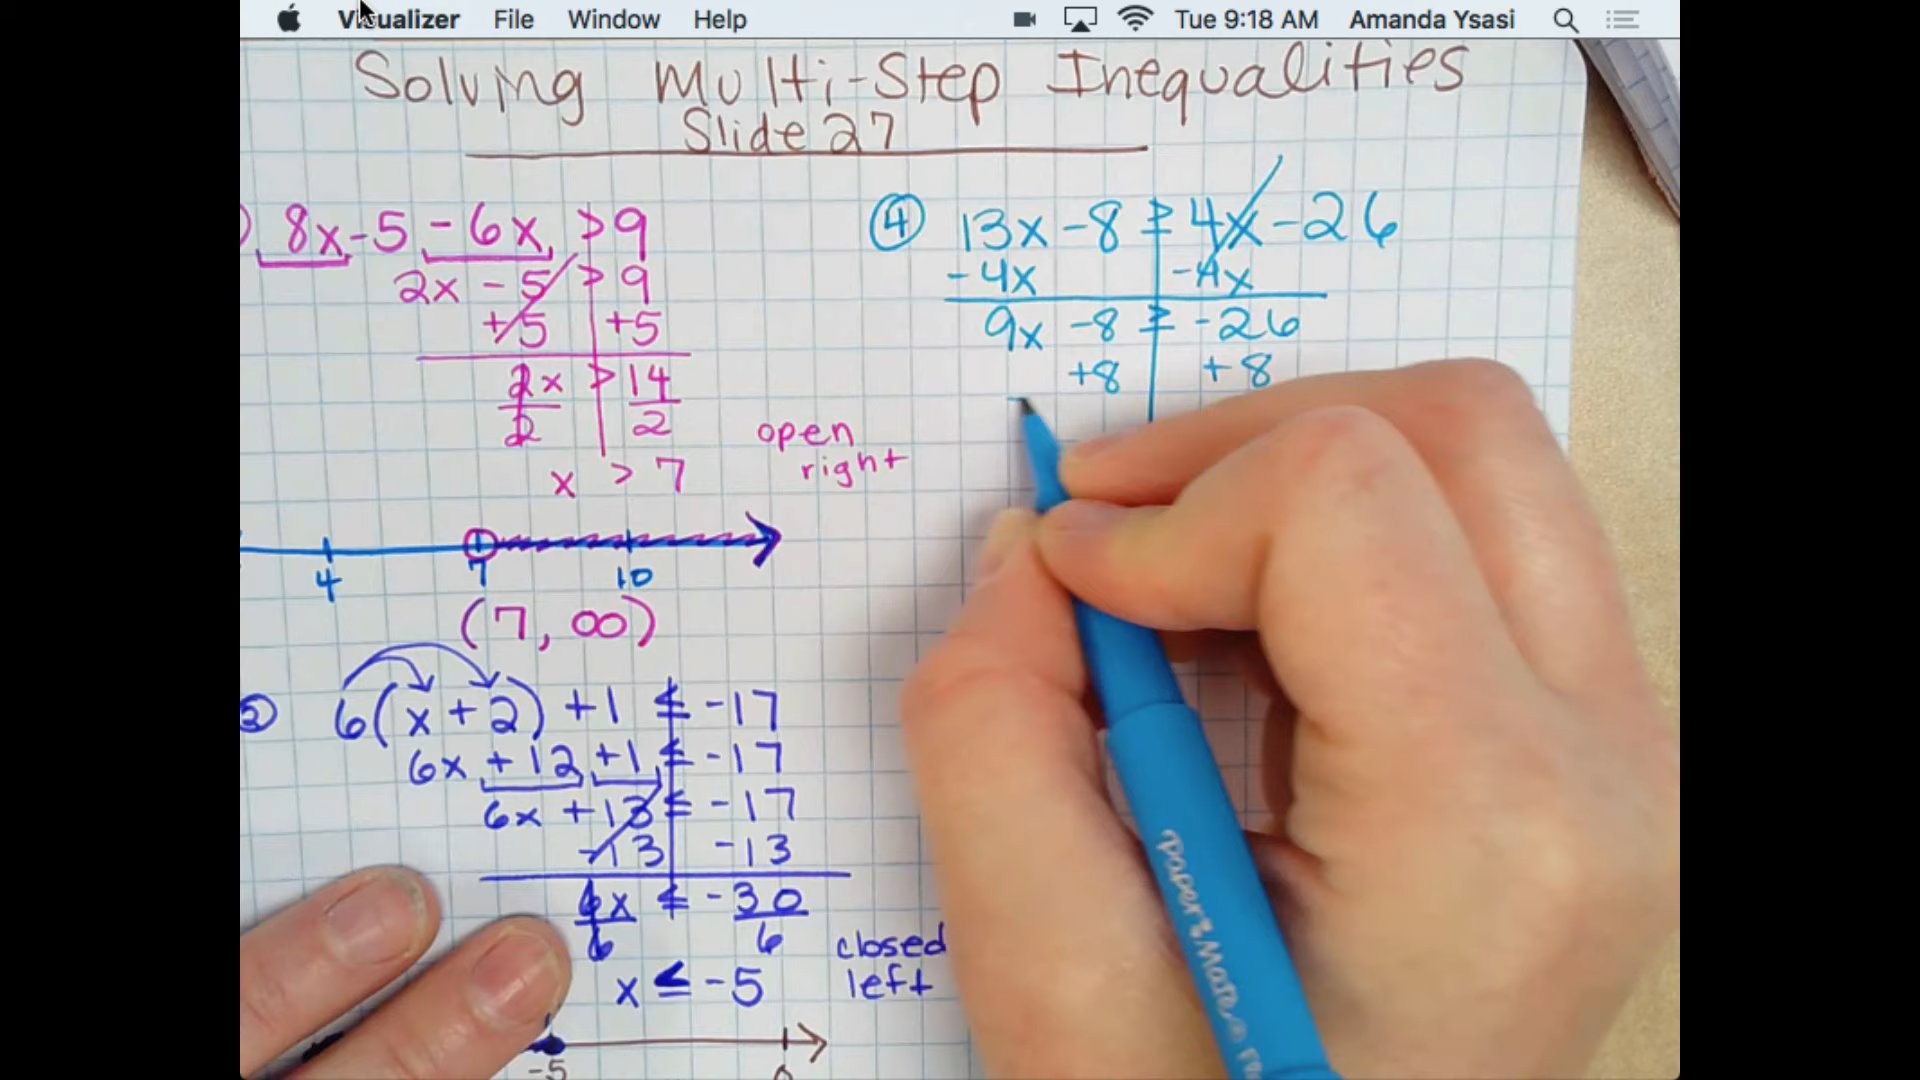 Visualizer File Window Help Tue 9:18 AM Amanda Ysasi
Solving Multi-Step Inequalities
Slide 27
) 8x - 5 - 6x > 9
2x - 5 > 9
+5 +5
2x > 14
2 2
x > 7
open
right
4 7 10
(7, ∞)
6(x + 2) + 1 ≤ -17
6x + 12 + 1 ≤ -17
6x + 13 ≤ -17
-13 -13
6x ≤ -30
6 6
x ≤ -5
closed
left
-5
④ 13x - 8 ≥ 4x - 26
-4x -4x
9x - 8 ≥ -26
+8 +8
Paper Mate